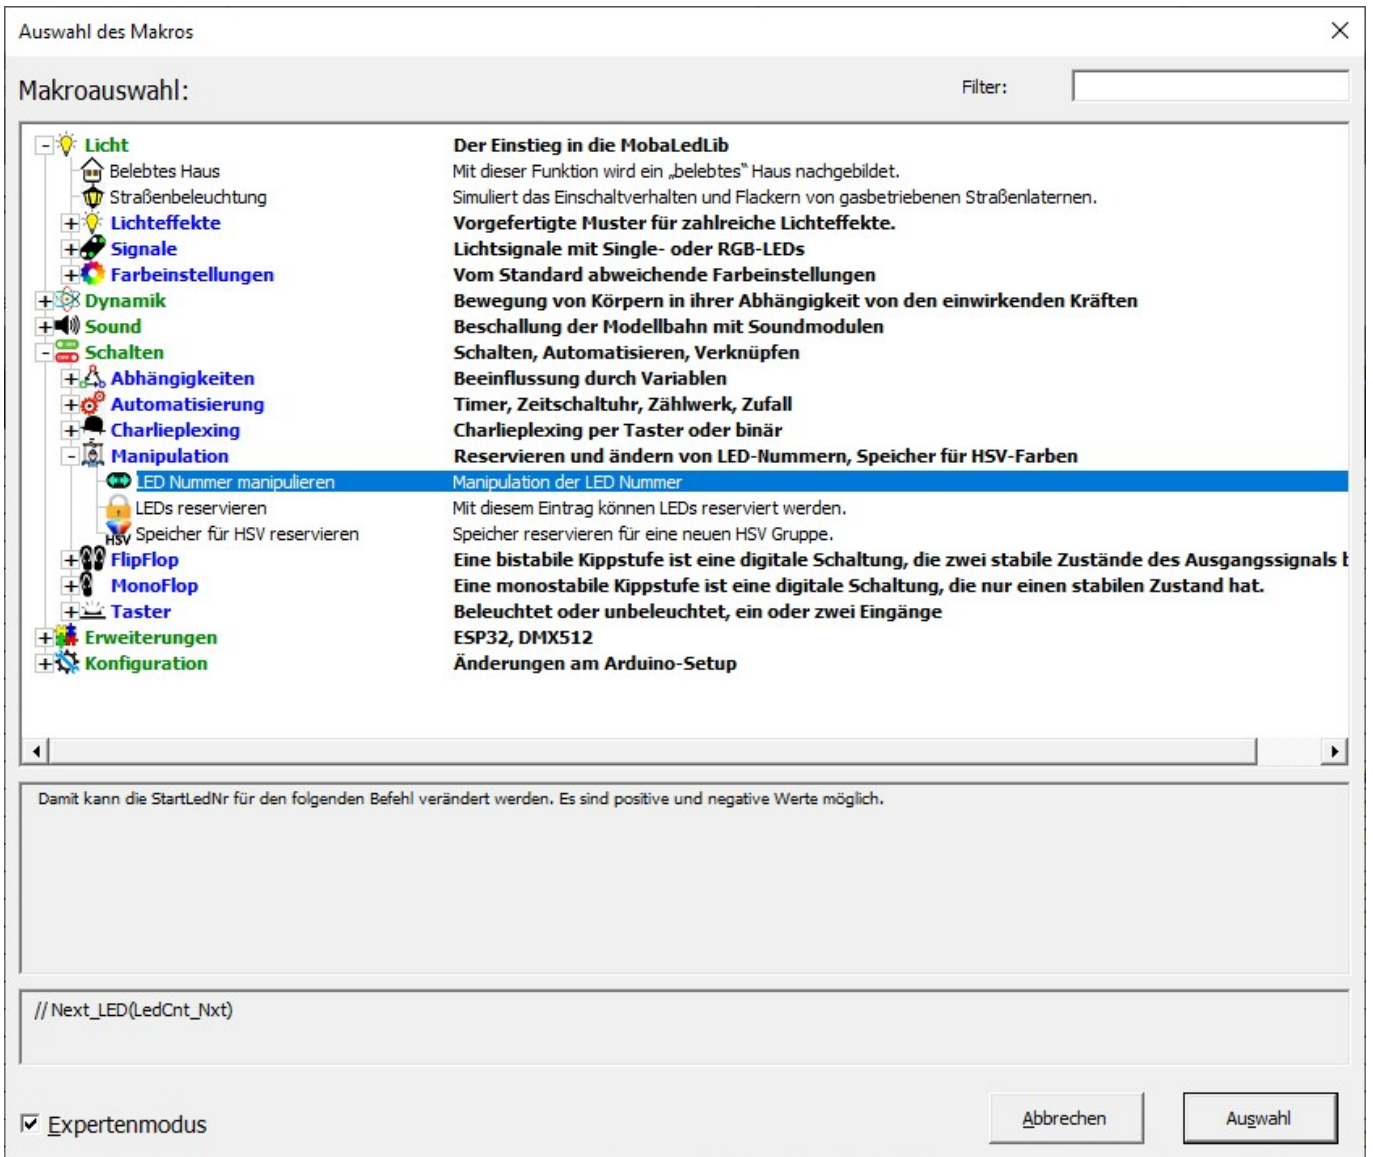 Auswahl des Makros
Makroauswahl:
Filter:
Licht Der Einstieg in die MobaLedLib
Belebtes Haus Mit dieser Funktion wird ein „belebtes“ Haus nachgebildet.
Straßenbeleuchtung Simuliert das Einschaltverhalten und Flackern von gasbetriebenen Straßenlaternen.
Lichteffekte Vorgefertigte Muster für zahlreiche Lichteffekte.
Signale Lichtsignale mit Single- oder RGB-LEDs
Farbeinstellungen Vom Standard abweichende Farbeinstellungen
Dynamik Bewegung von Körpern in ihrer Abhängigkeit von den einwirkenden Kräften
Sound Beschallung der Modellbahn mit Soundmodulen
Schalten Schalten, Automatisieren, Verknüpfen
Abhängigkeiten Beeinflussung durch Variablen
Automatisierung Timer, Zeitschaltuhr, Zählwerk, Zufall
Charlieplexing Charlieplexing per Taster oder binär
Manipulation Reservieren und ändern von LED-Nummern, Speicher für HSV-Farben
LED Nummer manipulieren Manipulation der LED Nummer
LEDs reservieren Mit diesem Eintrag können LEDs reserviert werden.
HSV Speicher für HSV reservieren Speicher reservieren für eine neuen HSV Gruppe.
FlipFlop Eine bistabile Kippstufe ist eine digitale Schaltung, die zwei stabile Zustände des Ausgangssignals b
MonoFlop Eine monostabile Kippstufe ist eine digitale Schaltung, die nur einen stabilen Zustand hat.
Taster Beleuchtet oder unbeleuchtet, ein oder zwei Eingänge
Erweiterungen ESP32, DMX512
Konfiguration Änderungen am Arduino-Setup
Damit kann die StartLedNr für den folgenden Befehl verändert werden. Es sind positive und negative Werte möglich.
// Next_LED(LedCnt_Nxt)
Expertenmodus
Abbrechen
Auswahl